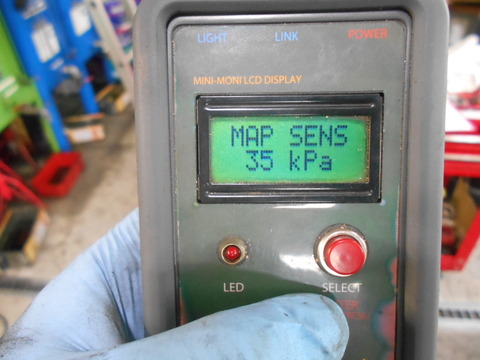 LIGHT LINK POWER
MINI-MONI LCD DISPLAY
MAP SENS
35 kPa
LED SELECT